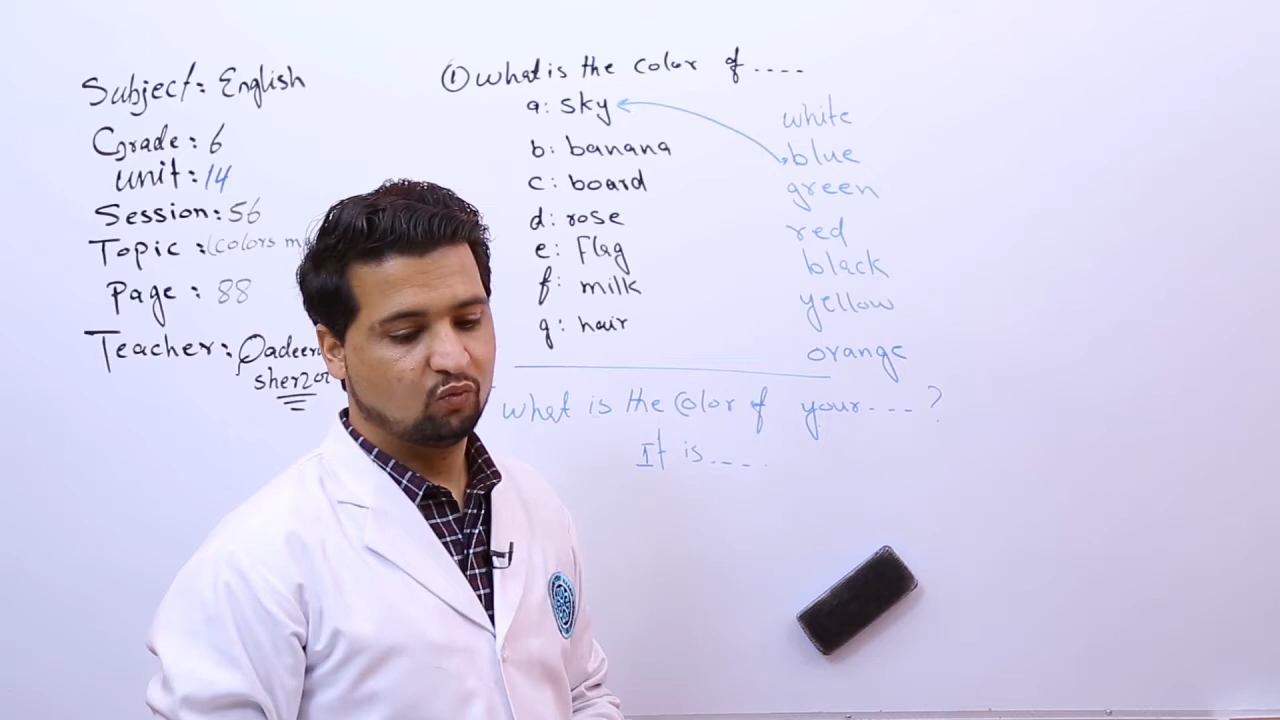 Subject: English
Grade: 6
Unit: 14
Session: 56
Topic: (Colors
Page: 88
Teacher:
① What is the color of ....
a: sky
b: banana
c: board
d: rose
e: Flag
f: milk
g: hair
white
blue
green
red
black
yellow
orange
What is the color of your --- ?
It is ----